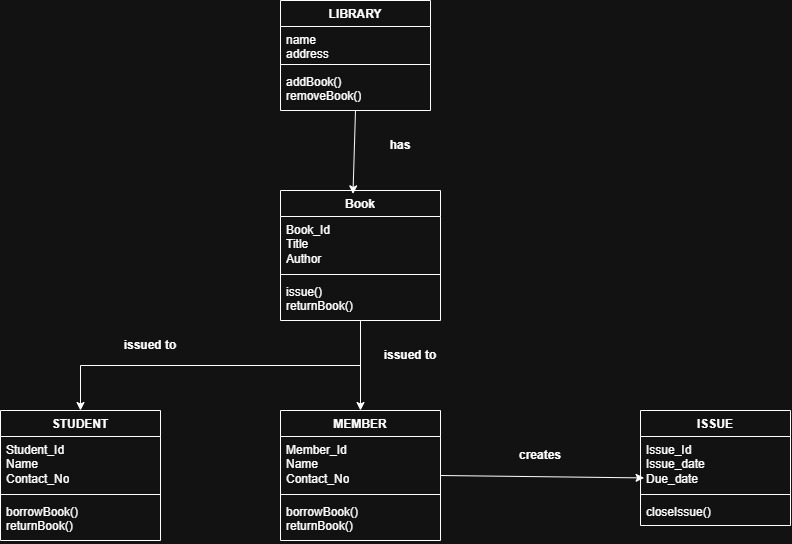 LIBRARY
name
address
addBook()
removeBook()
has
Book
Book_Id
Title
Author
issue()
returnBook()
issued to
issued to
STUDENT
Student_Id
Name
Contact_No
borrowBook()
returnBook()
MEMBER
Member_Id
Name
Contact_No
borrowBook()
returnBook()
creates
ISSUE
Issue_Id
Issue_date
Due_date
closeIssue()